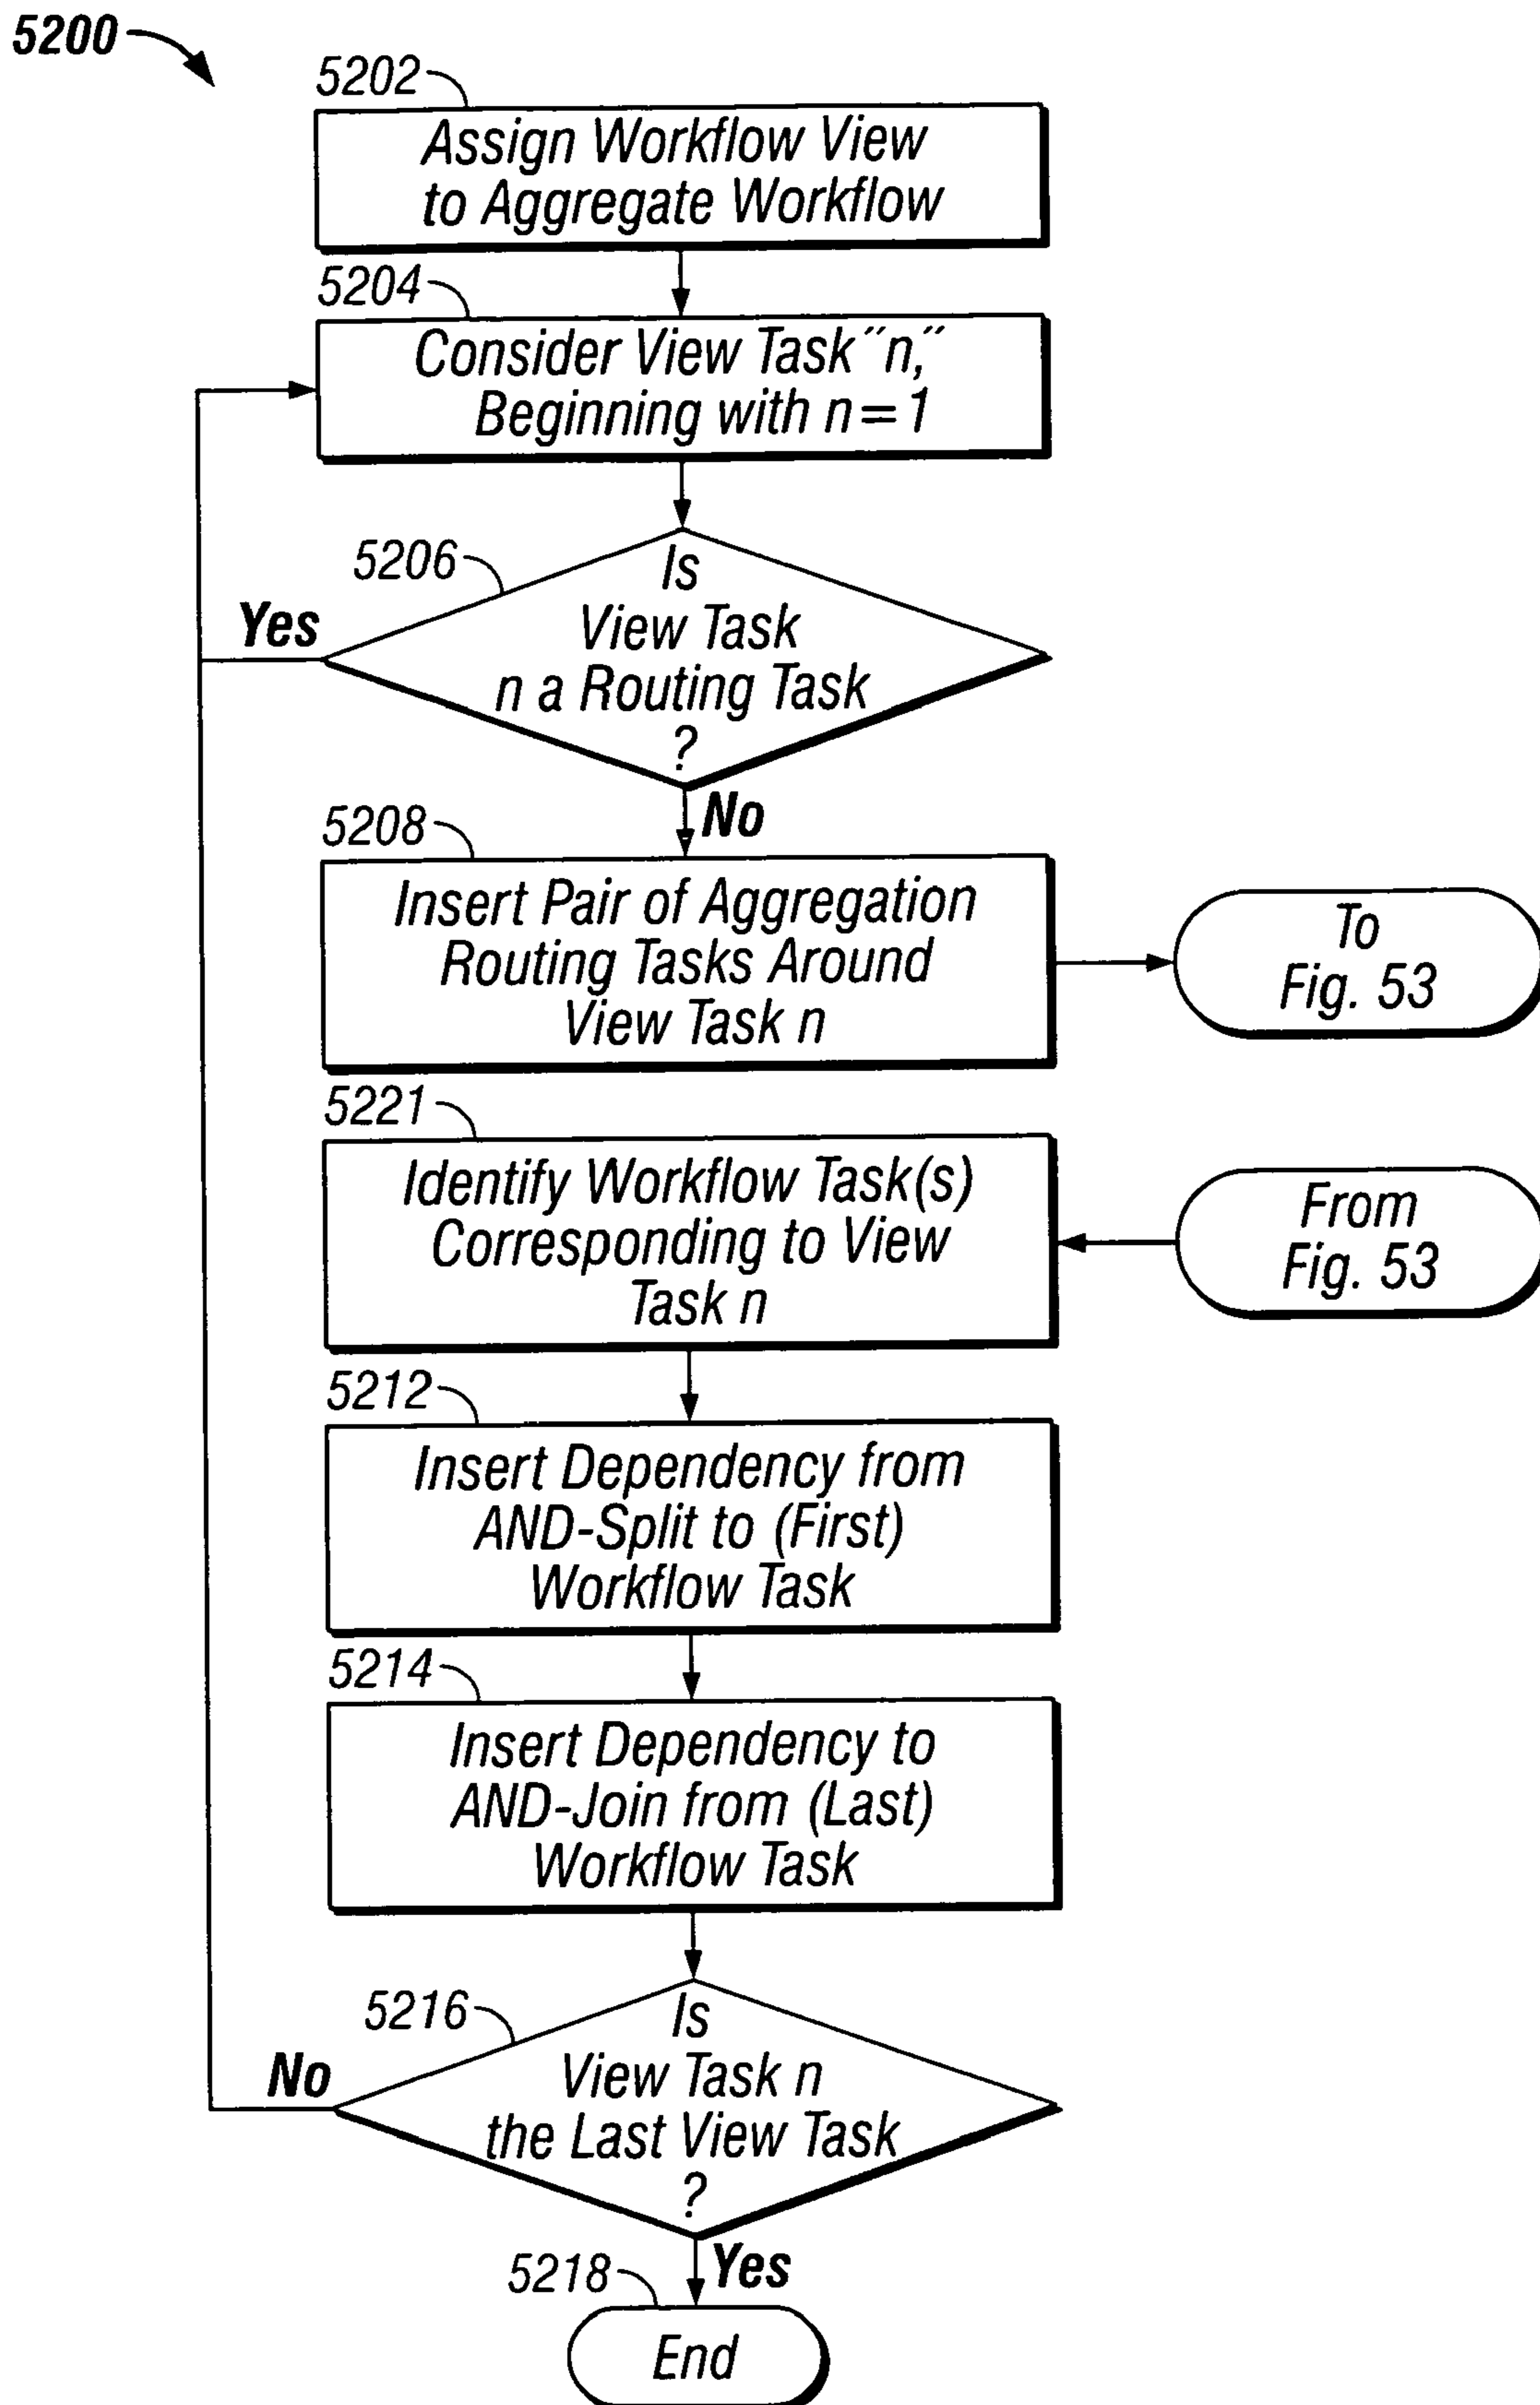 5200
5202
Assign Workflow View
to Aggregate Workflow
5204
Consider View Task "n,"
Beginning with n=1
5206
Is
View Task
n a Routing Task
?
Yes
No
5208
Insert Pair of Aggregation
Routing Tasks Around
View Task n
To
Fig. 53
5221
Identify Workflow Task(s)
Corresponding to View
Task n
From
Fig. 53
5212
Insert Dependency from
AND-Split to (First)
Workflow Task
5214
Insert Dependency to
AND-Join from (Last)
Workflow Task
5216
Is
View Task n
the Last View Task
?
No
Yes
5218
End